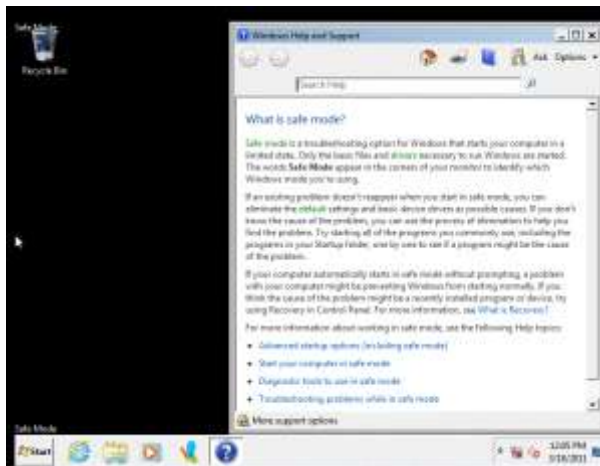 Safe Mode
Recycle Bin
Windows Help and Support
Ask Options
Search Help
What is safe mode?
Safe mode is a troubleshooting option for Windows that starts your computer in a
limited state. Only the basic files and drivers necessary to run Windows are started.
The words Safe Mode appear in the corners of your monitor to identify which
Windows mode you're using.
If an existing problem doesn't reappear when you start in safe mode, you can
eliminate the default settings and basic device drivers as possible causes. If you don't
know the cause of the problem, you can use the process of elimination to help you
find the problem. Try starting all of the programs you commonly use, including the
programs in your Startup folder, one by one to see if a program might be the cause
of the problem.
If your computer automatically starts in safe mode without prompting, a problem
with your computer might be preventing Windows from starting normally. If you
think the cause of the problem might be a recently installed program or device, try
using Recovery in Control Panel. For more information, see What is Recovery?
For more information about working in safe mode, see the following Help topics:
Advanced startup options (including safe mode)
Start your computer in safe mode
Diagnostic tools to use in safe mode
Troubleshooting problems while in safe mode
More support options
Safe Mode
Start
12:05 PM
3/16/2011